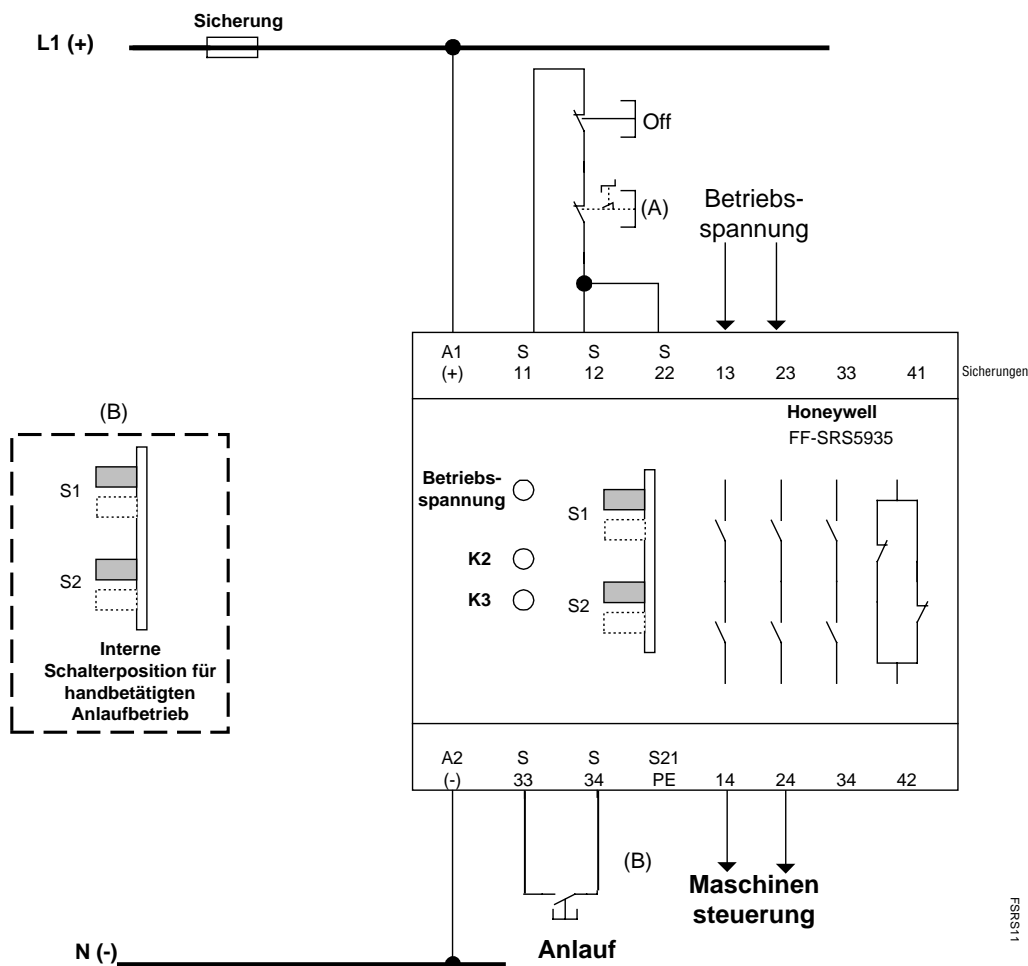 Sicherung
L1 (+)
Off
(A)
Betriebs-
spannung
A1 S S S
(+) 11 12 22 13 23 33 41 Sicherungen
(B)
Honeywell
FF-SRS5935
S1
S2
Interne
Schalterposition für
handbetätigten
Anlaufbetrieb
Betriebs-
spannung
K2
K3
S1
S2
A2 S S S21
(-) 33 34 PE 14 24 34 42
(B)
Maschinen
steuerung
Anlauf
N (-)
FSRS11